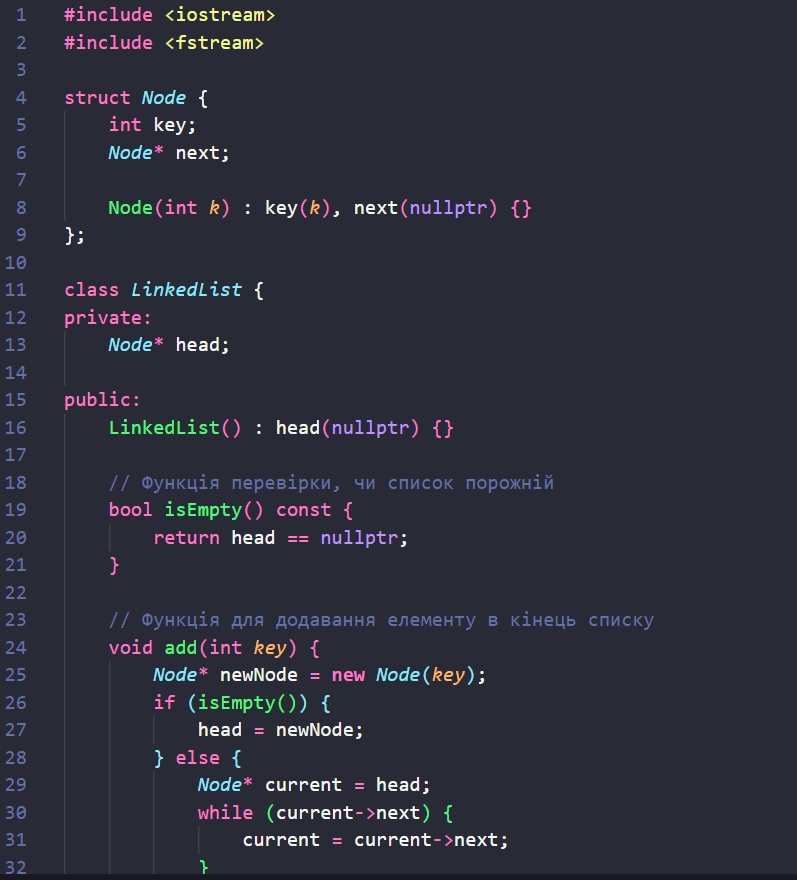 1 #include <iostream>
2 #include <fstream>
3
4 struct Node {
5     int key;
6     Node* next;
7
8     Node(int k) : key(k), next(nullptr) {}
9 };
10
11 class LinkedList {
12 private:
13     Node* head;
14
15 public:
16     LinkedList() : head(nullptr) {}
17
18     // Функція перевірки, чи список порожній
19     bool isEmpty() const {
20         return head == nullptr;
21     }
22
23     // Функція для додавання елементу в кінець списку
24     void add(int key) {
25         Node* newNode = new Node(key);
26         if (isEmpty()) {
27             head = newNode;
28         } else {
29             Node* current = head;
30             while (current->next) {
31                 current = current->next;
32             }